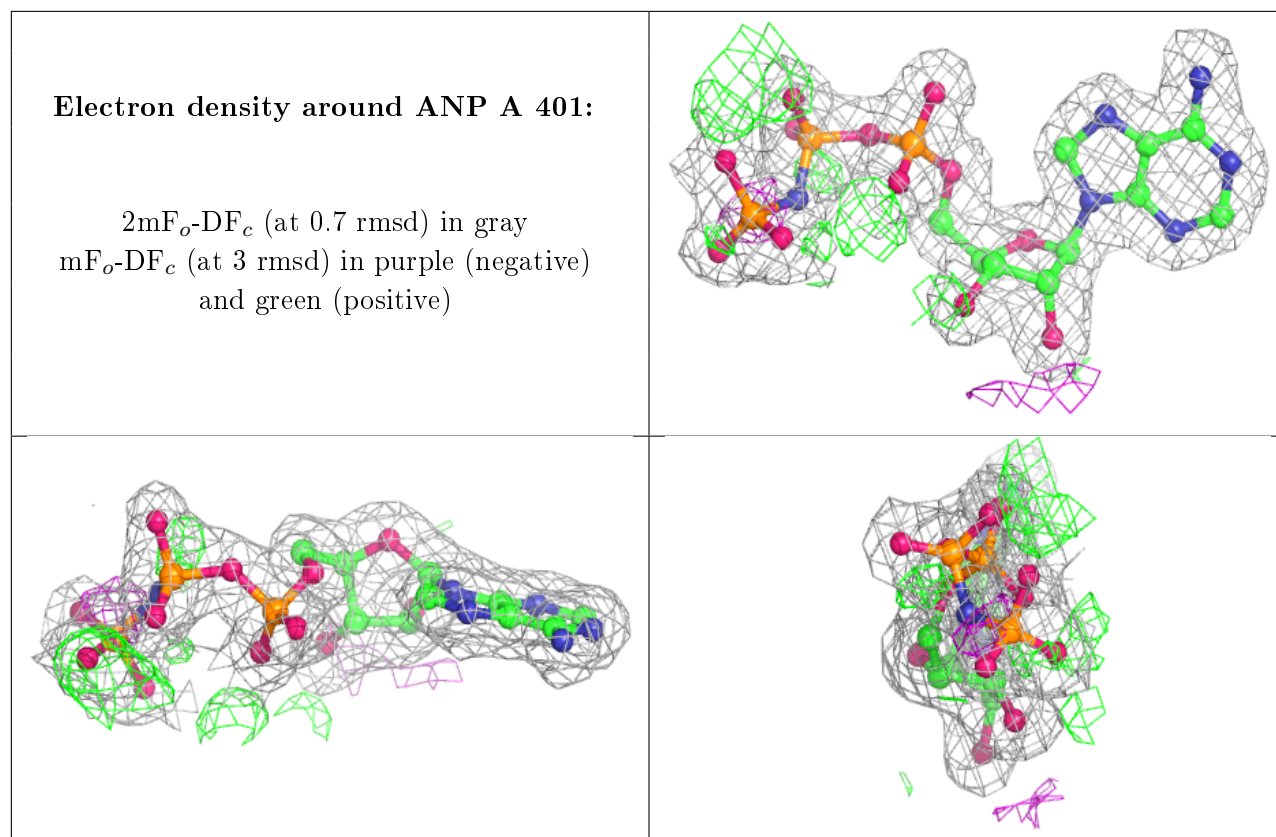 Electron density around ANP A 401:
2mFₒ-DF𝒸 (at 0.7 rmsd) in gray
mFₒ-DF𝒸 (at 3 rmsd) in purple (negative)
and green (positive)